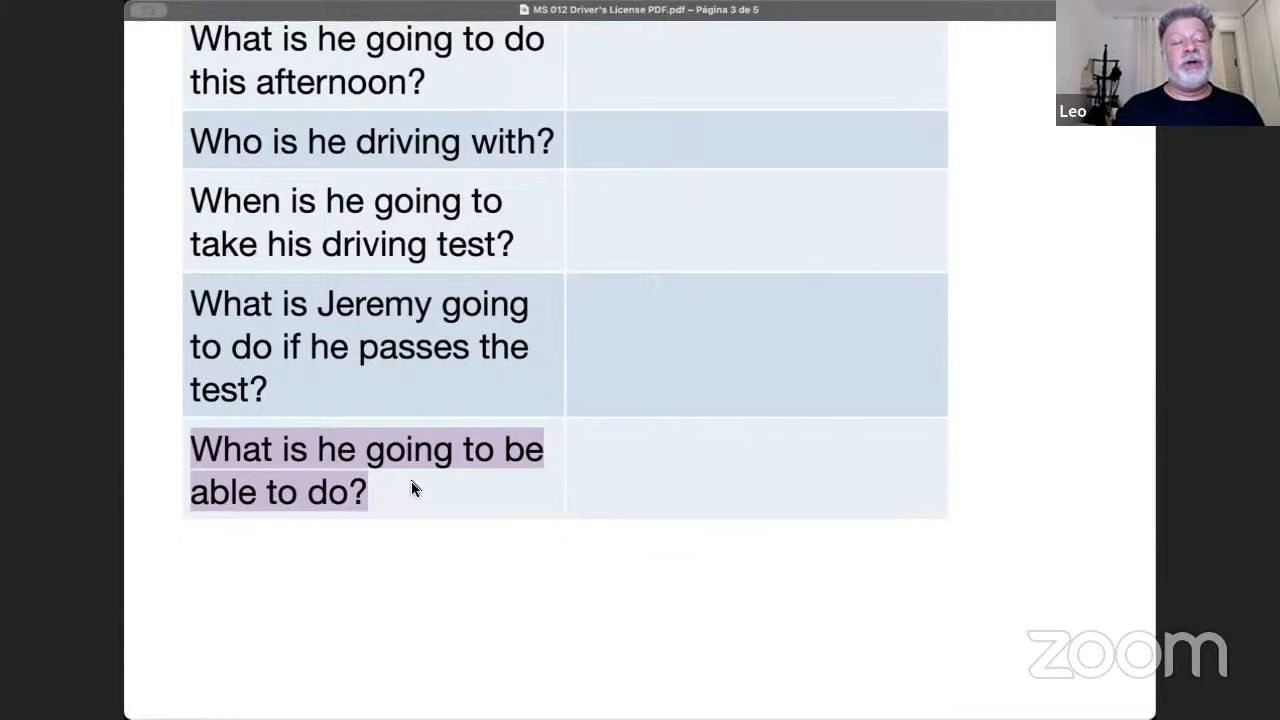 MS 012 Driver's License PDF.pdf – Página 3 de 5
What is he going to do
this afternoon?
Who is he driving with?
When is he going to
take his driving test?
What is Jeremy going
to do if he passes the
test?
What is he going to be
able to do?
Leo
zoom